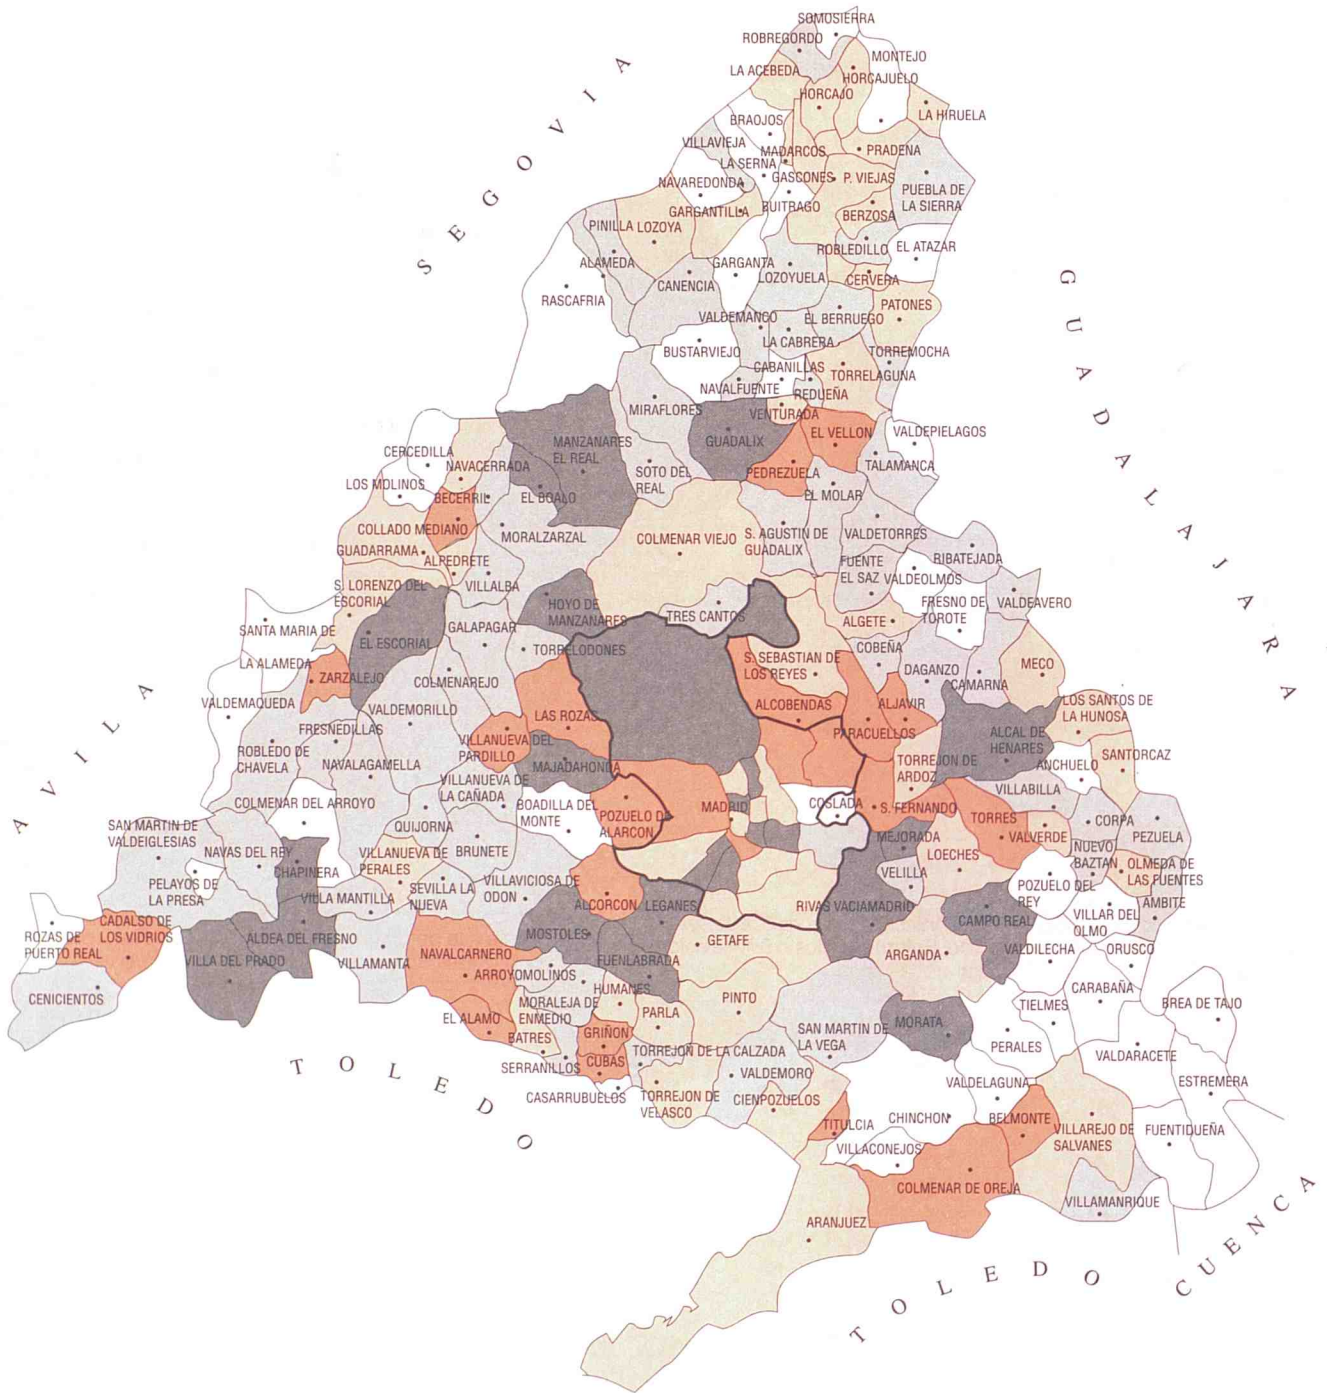 SOMOSIERRA
ROBREGORDO
MONTEJO
LA ACEBEDA
HORCAJUELO
HORCAJO
LA HIRUELA
BRAOJOS
VILLAVIEJA
MADARCOS
PRADENA
LA SERNA
GASCONES
P. VIEJAS
NAVAREDONDA
PUEBLA DE
LA SIERRA
GARGANTILLA
BUITRAGO
BERZOSA
PINILLA
LOZOYA
ROBLEDILLO
EL ATAZAR
ALAMEDA
GARGANTA
LOZOYUELA
CERVERA
CANENCIA
RASCAFRIA
PATONES
VALDEMANCO
EL BERRUEGO
LA CABRERA
BUSTARVIEJO
TORREMOCHA
CABANILLAS
TORRELAGUNA
NAVALFUENTE
REDUEÑA
MIRAFLORES
VENTURADA
EL VELLON
VALDEPIELAGOS
MANZANARES
EL REAL
GUADALIX
CERCEDILLA
NAVACERRADA
SOTO DEL
REAL
PEDREZUELA
TALAMANCA
LOS MOLINOS
BECERRIL
EL BOALO
EL MOLAR
COLLADO MEDIANO
MORALZARZAL
COLMENAR VIEJO
S. AGUSTIN DE
GUADALIX
VALDETORRES
GUADARRAMA
ALPEDRETE
FUENTE
EL SAZ
VALDEOLMOS
RIBATEJADA
S. LORENZO DEL
ESCORIAL
VILLALBA
HOYO DE
MANZANARES
TRES CANTOS
FRESNO DE
TOROTE
VALDEAVERO
SANTA MARIA DE
LA ALAMEDA
EL ESCORIAL
GALAPAGAR
TORRELODONES
ALGETE
COBEÑA
ZARZALEJO
COLMENAREJO
S. SEBASTIAN DE
LOS REYES
DAGANZO
CAMARNA
MECO
VALDEMAQUEDA
VALDEMORILLO
LAS ROZAS
ALCOBENDAS
ALJAVIR
LOS SANTOS DE
LA HUNOSA
FRESNEDILLAS
PARACUELLOS
ALCAL DE
HENARES
ROBLEDO DE
CHAVELA
NAVALAGAMELLA
VILLANUEVA DEL
PARDILLO
MAJADAHONDA
TORREJON DE
ARDOZ
ANCHUELO
SANTORCAZ
VILLANUEVA DE
LA CAÑADA
VILLABILLA
COLMENAR DEL ARROYO
BOADILLA DEL
MONTE
POZUELO DE
ALARCON
MADRID
COSLADA
S. FERNANDO
TORRES
SAN MARTIN DE
VALDEIGLESIAS
QUIJORNA
CORPA
PEZUELA
NAVAS DEL REY
CHAPINERA
VILLANUEVA DE
PERALES
BRUNETE
MEJORADA
LOECHES
VALVERDE
NUEVO
BAZTAN
OLMEDA DE
LAS FUENTES
PELAYOS DE
LA PRESA
VILLA MANTILLA
SEVILLA LA
NUEVA
VILLAVICIOSA DE
ODON
VELILLA
POZUELO DEL
REY
ALCORCON
LEGANES
RIVAS VACIAMADRID
CAMPO REAL
VILLAR DEL
OLMO
AMBITE
CADALSO DE
LOS VIDRIOS
ROZAS DE
PUERTO REAL
ALDEA DEL FRESNO
MOSTOLES
GETAFE
VALDILECHA
ORUSCO
VILLA DEL PRADO
VILLAMANTA
NAVALCARNERO
FUENLABRADA
ARGANDA
CENICIENTOS
ARROYOMOLINOS
HUMANES
PINTO
CARABAÑA
BREA DE TAJO
MORALEJA DE
ENMEDIO
PARLA
TIELMES
EL ALAMO
GRIÑON
MORATA
BATRES
SAN MARTIN DE
LA VEGA
PERALES
VALDARACETE
SERRANILLOS
CUBAS
TORREJON DE LA CALZADA
VALDEMORO
CASARRUBUELOS
TORREJON DE
VELASCO
CIENPOZUELOS
VALDELAGUNA
ESTREMERA
TITULCIA
CHINCHON
BELMONTE
VILLAREJO DE
SALVANES
FUENTIDUEÑA
VILLACONEJOS
COLMENAR DE OREJA
VILLAMANRIQUE
ARANJUEZ
SEGOVIA
GUADALAJARA
AVILA
TOLEDO
TOLEDO
CUENCA